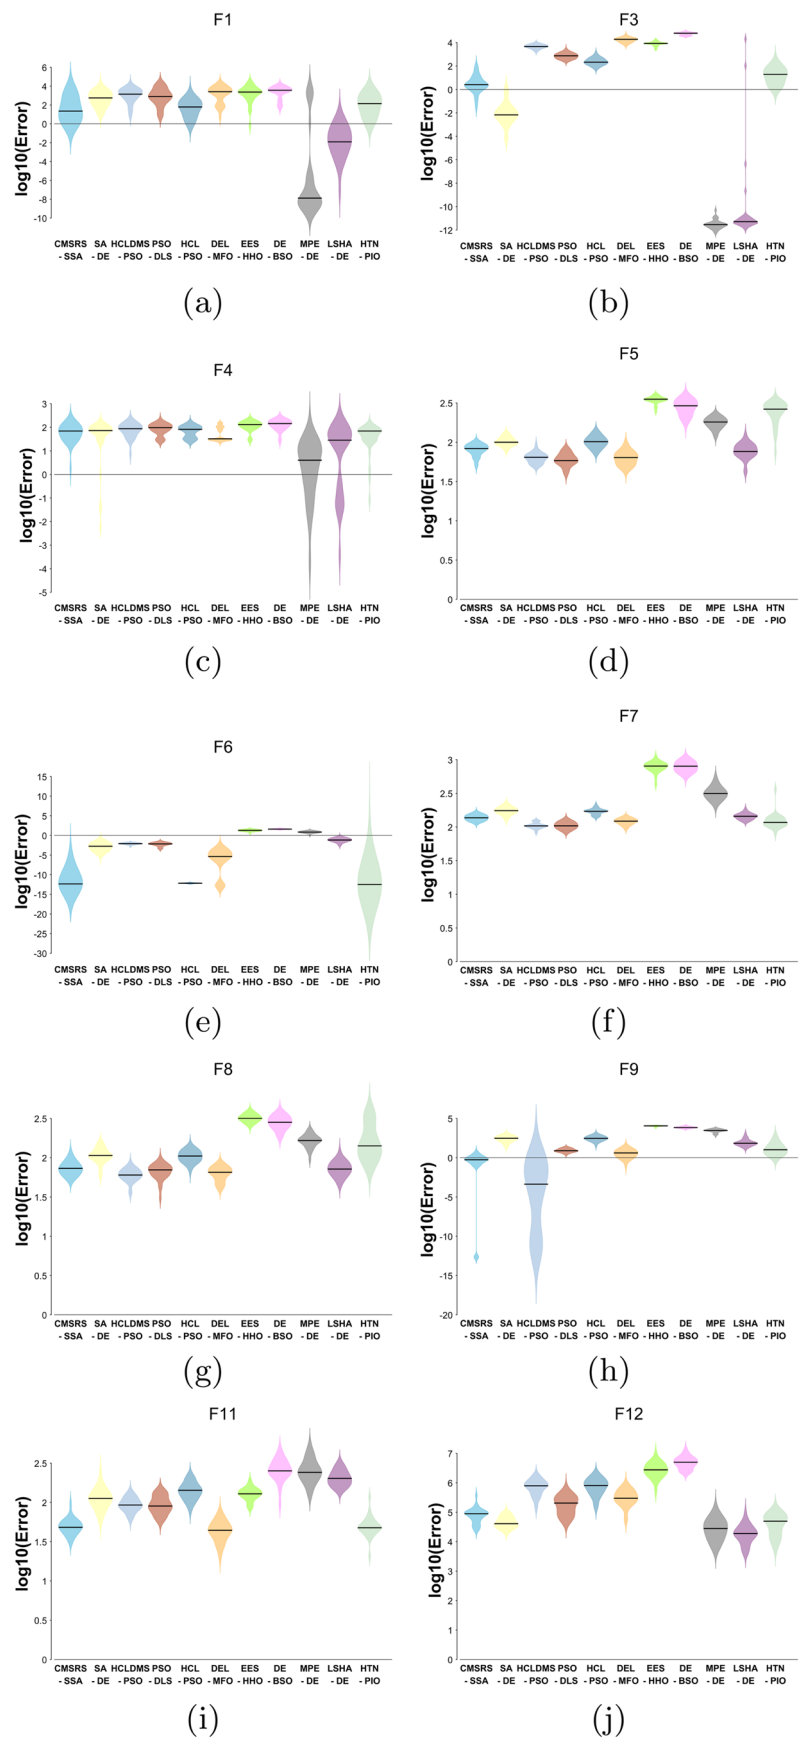 F1
log10(Error)
6
4
2
0
-2
-4
-6
-8
-10
CMSRS SA HCLDMS PSO HCL DEL EES DE MPE LSHA HTN
- SSA - DE - PSO - DLS - PSO - MFO - HHO - BSO - DE - DE - PIO
(a)
F3
log10(Error)
4
2
0
-2
-4
-6
-8
-10
-12
CMSRS SA HCLDMS PSO HCL DEL EES DE MPE LSHA HTN
- SSA - DE - PSO - DLS - PSO - MFO - HHO - BSO - DE - DE - PIO
(b)
F4
log10(Error)
3
2
1
0
-1
-2
-3
-4
-5
CMSRS SA HCLDMS PSO HCL DEL EES DE MPE LSHA HTN
- SSA - DE - PSO - DLS - PSO - MFO - HHO - BSO - DE - DE - PIO
(c)
F5
log10(Error)
2.5
2
1.5
1
0.5
0
CMSRS SA HCLDMS PSO HCL DEL EES DE MPE LSHA HTN
- SSA - DE - PSO - DLS - PSO - MFO - HHO - BSO - DE - DE - PIO
(d)
F6
log10(Error)
15
10
5
0
-5
-10
-15
-20
-25
-30
CMSRS SA HCLDMS PSO HCL DEL EES DE MPE LSHA HTN
- SSA - DE - PSO - DLS - PSO - MFO - HHO - BSO - DE - DE - PIO
(e)
F7
log10(Error)
3
2.5
2
1.5
1
0.5
0
CMSRS SA HCLDMS PSO HCL DEL EES DE MPE LSHA HTN
- SSA - DE - PSO - DLS - PSO - MFO - HHO - BSO - DE - DE - PIO
(f)
F8
log10(Error)
2.5
2
1.5
1
0.5
0
CMSRS SA HCLDMS PSO HCL DEL EES DE MPE LSHA HTN
- SSA - DE - PSO - DLS - PSO - MFO - HHO - BSO - DE - DE - PIO
(g)
F9
log10(Error)
5
0
-5
-10
-15
-20
CMSRS SA HCLDMS PSO HCL DEL EES DE MPE LSHA HTN
- SSA - DE - PSO - DLS - PSO - MFO - HHO - BSO - DE - DE - PIO
(h)
F11
log10(Error)
2.5
2
1.5
1
0.5
0
CMSRS SA HCLDMS PSO HCL DEL EES DE MPE LSHA HTN
- SSA - DE - PSO - DLS - PSO - MFO - HHO - BSO - DE - DE - PIO
(i)
F12
log10(Error)
7
6
5
4
3
2
1
0
CMSRS SA HCLDMS PSO HCL DEL EES DE MPE LSHA HTN
- SSA - DE - PSO - DLS - PSO - MFO - HHO - BSO - DE - DE - PIO
(j)